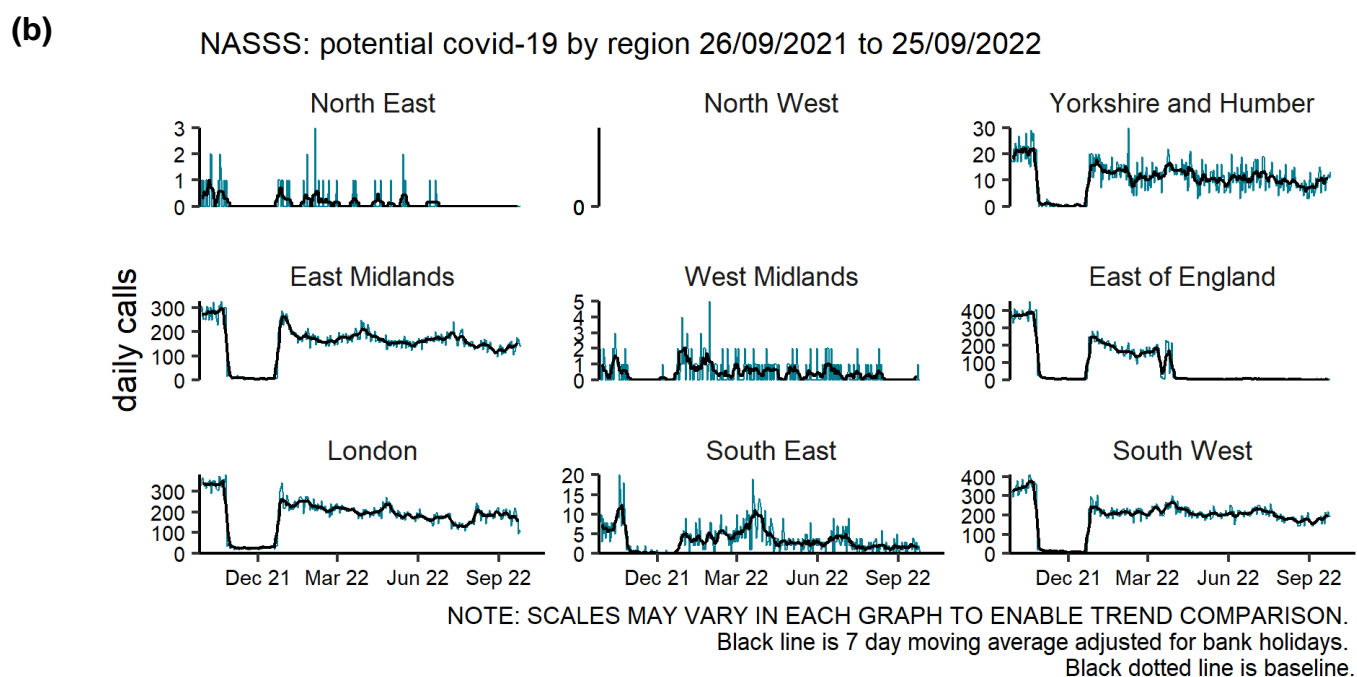 (b)
NASSS: potential covid-19 by region 26/09/2021 to 25/09/2022
North East
North West
Yorkshire and Humber
3
2
1
0
0
30
20
10
0
daily calls
East Midlands
West Midlands
East of England
300
200
100
0
5
4
3
2
1
0
400
300
200
100
0
London
South East
South West
300
200
100
0
20
15
10
5
0
400
300
200
100
0
Dec 21 Mar 22 Jun 22 Sep 22
Dec 21 Mar 22 Jun 22 Sep 22
Dec 21 Mar 22 Jun 22 Sep 22
NOTE: SCALES MAY VARY IN EACH GRAPH TO ENABLE TREND COMPARISON.
Black line is 7 day moving average adjusted for bank holidays.
Black dotted line is baseline.